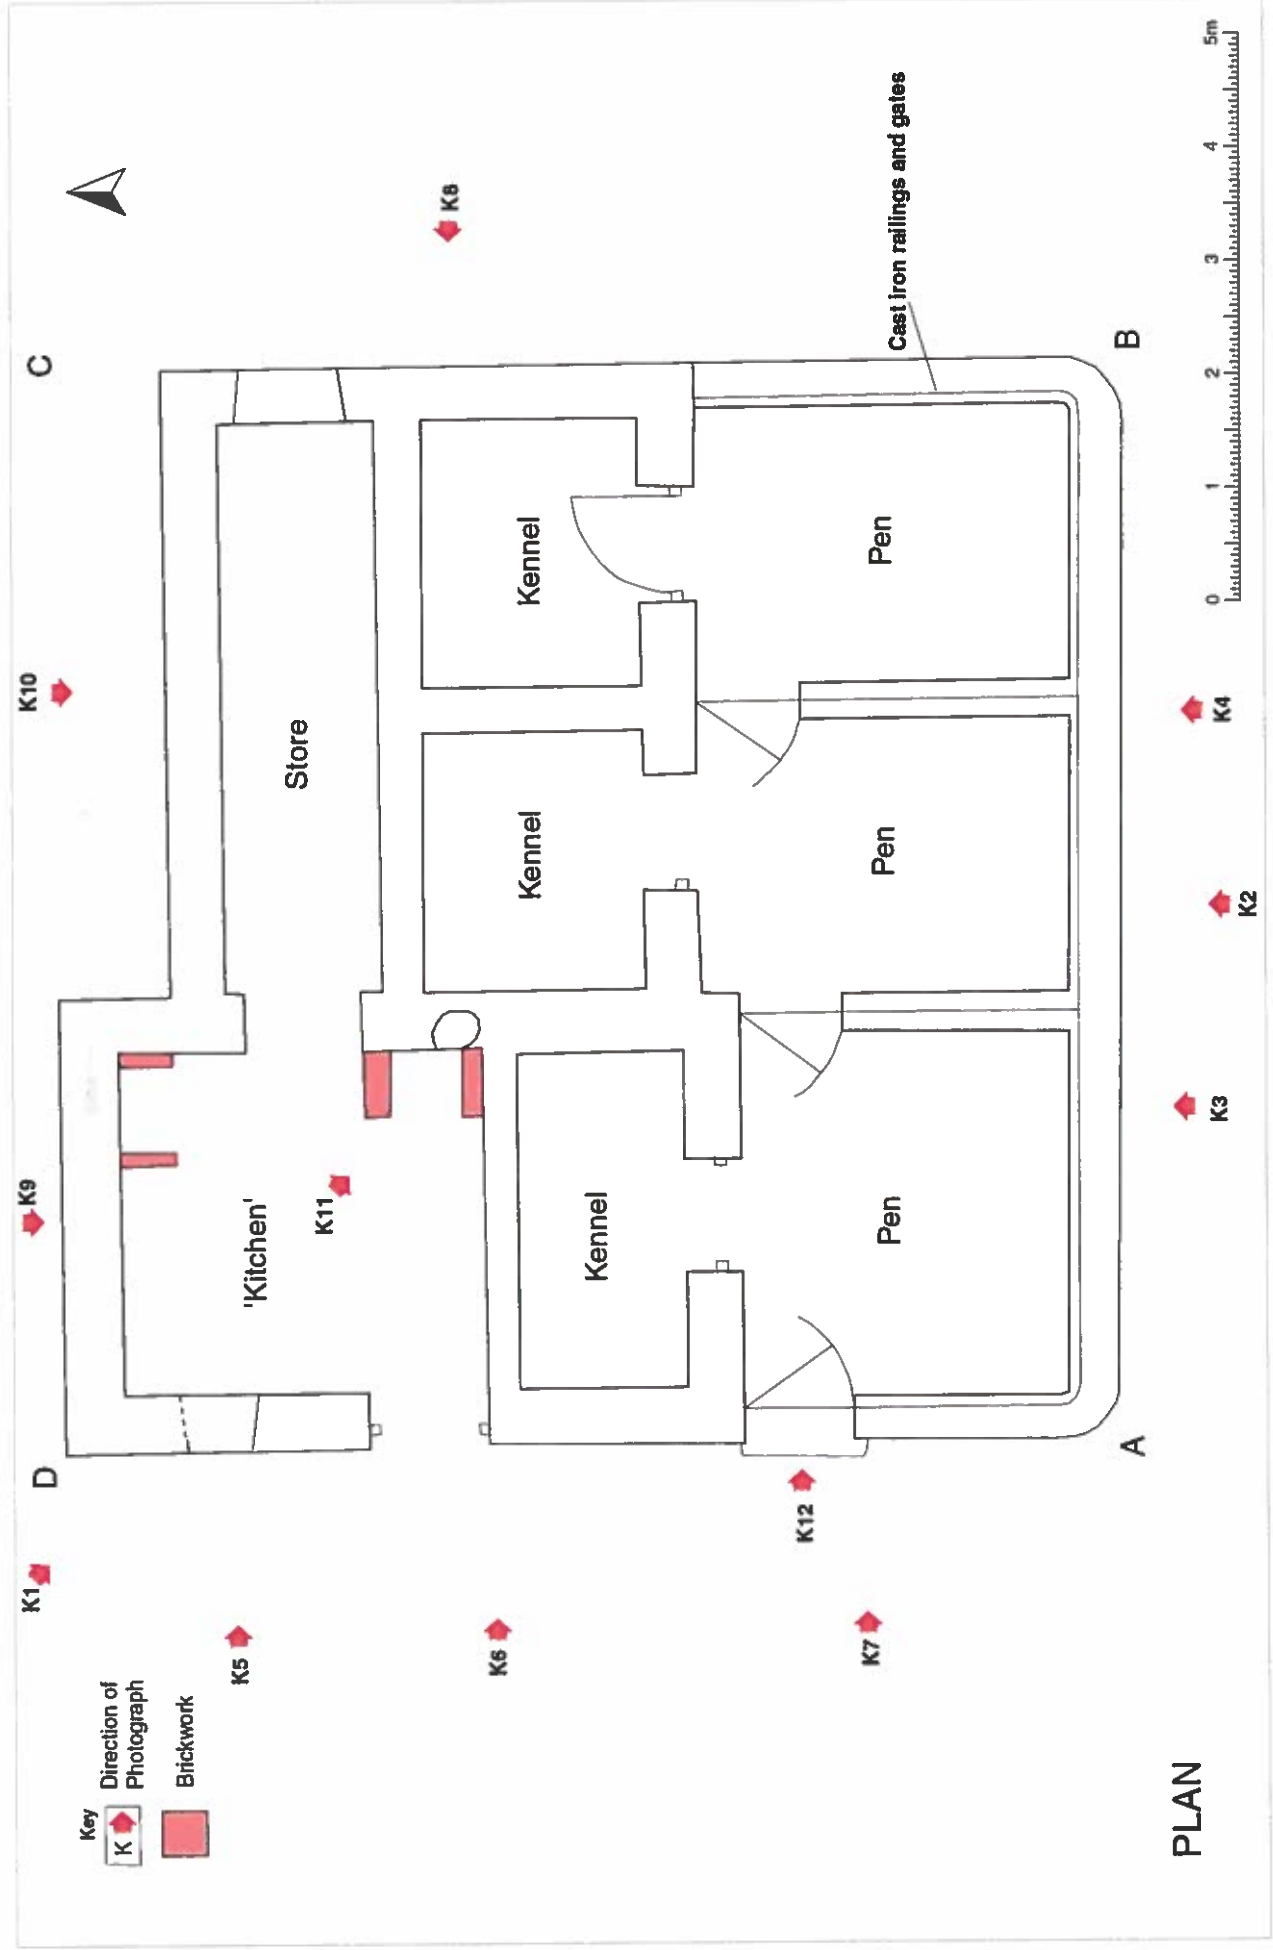 Key
K
Direction of
Photograph
Brickwork
K1
D
K9
K10
C
K5
'Kitchen'
K11
Store
K8
K6
Kennel
Kennel
Kennel
K12
K7
Pen
Pen
Pen
Cast iron railings and gates
A
B
K3
K2
K4
PLAN
0
1
2
3
4
5m